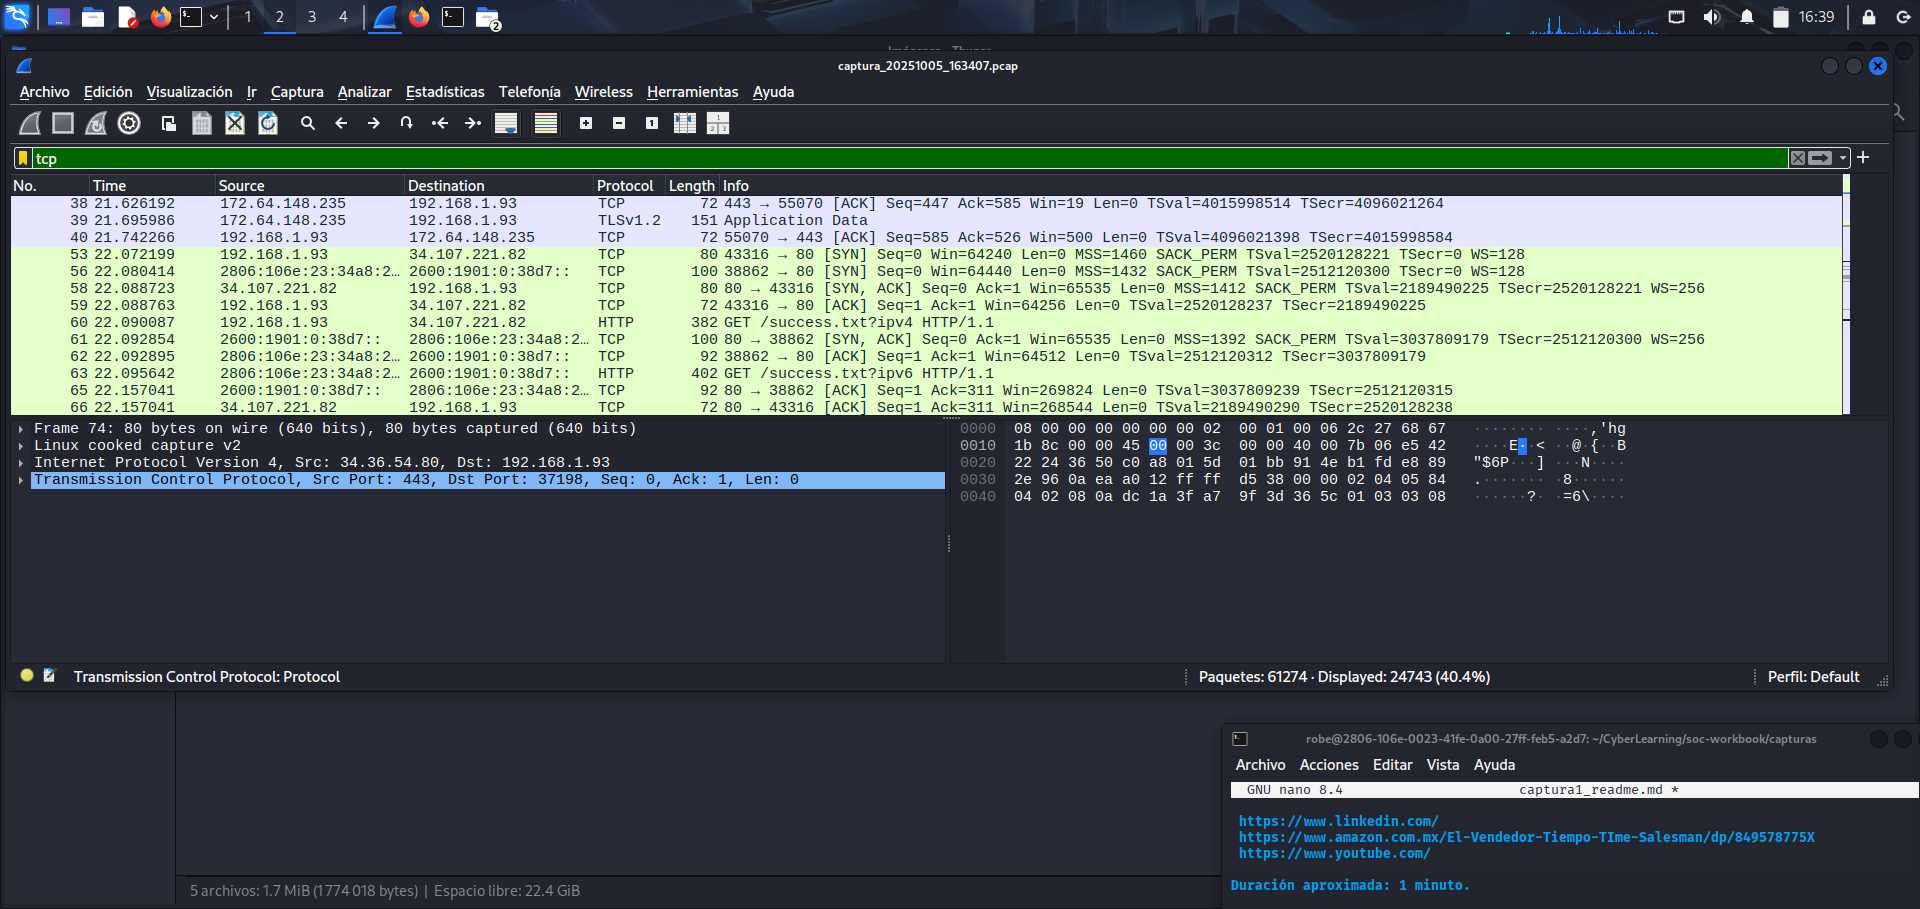 1 2 3 4 2 16:39
captura_20251005_163407.pcap
Archivo Edición Visualización Ir Captura Analizar Estadísticas Telefonía Wireless Herramientas Ayuda
tcp
No. Time Source Destination Protocol Length Info
38 21.626192 172.64.148.235 192.168.1.93 TCP 72 443 → 55070 [ACK] Seq=447 Ack=585 Win=19 Len=0 TSval=4015998514 TSecr=4096021264
39 21.695986 172.64.148.235 192.168.1.93 TLSv1.2 151 Application Data
40 21.742266 192.168.1.93 172.64.148.235 TCP 72 55070 → 443 [ACK] Seq=585 Ack=526 Win=500 Len=0 TSval=4096021398 TSecr=4015998584
53 22.072199 192.168.1.93 34.107.221.82 TCP 80 43316 → 80 [SYN] Seq=0 Win=64240 Len=0 MSS=1460 SACK_PERM TSval=2520128221 TSecr=0 WS=128
56 22.080414 2806:106e:23:34a8:2… 2600:1901:0:38d7:: TCP 100 38862 → 80 [SYN] Seq=0 Win=64440 Len=0 MSS=1432 SACK_PERM TSval=2512120300 TSecr=0 WS=128
58 22.088723 34.107.221.82 192.168.1.93 TCP 80 80 → 43316 [SYN, ACK] Seq=0 Ack=1 Win=65535 Len=0 MSS=1412 SACK_PERM TSval=2189490225 TSecr=2520128221 WS=256
59 22.088763 192.168.1.93 34.107.221.82 TCP 72 43316 → 80 [ACK] Seq=1 Ack=1 Win=64256 Len=0 TSval=2520128237 TSecr=2189490225
60 22.090087 192.168.1.93 34.107.221.82 HTTP 382 GET /success.txt?ipv4 HTTP/1.1
61 22.092854 2600:1901:0:38d7:: 2806:106e:23:34a8:2… TCP 100 80 → 38862 [SYN, ACK] Seq=0 Ack=1 Win=65535 Len=0 MSS=1392 SACK_PERM TSval=3037809179 TSecr=2512120300 WS=256
62 22.092895 2806:106e:23:34a8:2… 2600:1901:0:38d7:: TCP 92 38862 → 80 [ACK] Seq=1 Ack=1 Win=64512 Len=0 TSval=2512120312 TSecr=3037809179
63 22.095642 2806:106e:23:34a8:2… 2600:1901:0:38d7:: HTTP 402 GET /success.txt?ipv6 HTTP/1.1
65 22.157041 2600:1901:0:38d7:: 2806:106e:23:34a8:2… TCP 92 80 → 38862 [ACK] Seq=1 Ack=311 Win=269824 Len=0 TSval=3037809239 TSecr=2512120315
66 22.157041 34.107.221.82 192.168.1.93 TCP 72 80 → 43316 [ACK] Seq=1 Ack=311 Win=268544 Len=0 TSval=2189490290 TSecr=2520128238
Frame 74: 80 bytes on wire (640 bits), 80 bytes captured (640 bits)
Linux cooked capture v2
Internet Protocol Version 4, Src: 34.36.54.80, Dst: 192.168.1.93
Transmission Control Protocol, Src Port: 443, Dst Port: 37198, Seq: 0, Ack: 1, Len: 0
0000 08 00 00 00 00 00 00 02 00 01 00 06 2c 27 68 67 ········ ····,'hg
0010 1b 8c 00 00 45 00 00 3c 00 00 40 00 7b 06 e5 42 ····E··< ··@·{··B
0020 22 24 36 50 c0 a8 01 5d 01 bb 91 4e b1 fd e8 89 "$6P···] ···N····
0030 2e 96 0a ea a0 12 ff ff d5 38 00 00 02 04 05 84 .······· ·8······
0040 04 02 08 0a dc 1a 3f a7 9f 3d 36 5c 01 03 03 08 ······?· ·=6\····
Transmission Control Protocol: Protocol
Paquetes: 61274 · Displayed: 24743 (40.4%)
Perfil: Default
robe@2806-106e-0023-41fe-0a00-27ff-feb5-a2d7: ~/CyberLearning/soc-workbook/capturas
Archivo Acciones Editar Vista Ayuda
GNU nano 8.4 captura1_readme.md *
https://www.linkedin.com/
https://www.amazon.com.mx/El-Vendedor-Tiempo-TIme-Salesman/dp/849578775X
https://www.youtube.com/
Duración aproximada: 1 minuto.
5 archivos: 1.7 MiB (1 774 018 bytes) | Espacio libre: 22.4 GiB